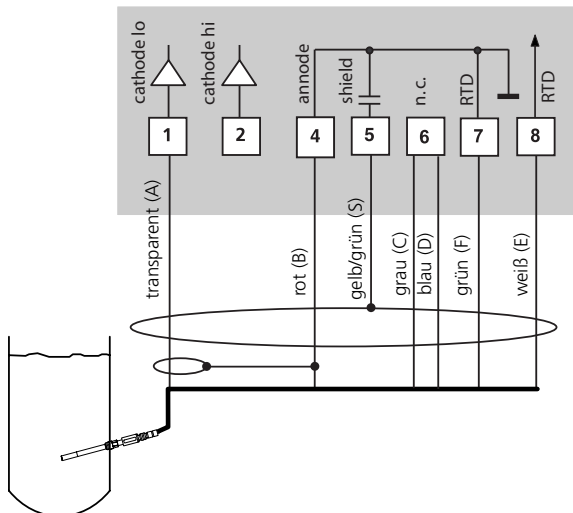 cathode lo
cathode hi
annode
shield
n.c.
RTD
RTD
1
2
4
5
6
7
8
transparent (A)
rot (B)
gelb/grün (S)
grau (C)
blau (D)
grün (F)
weiß (E)